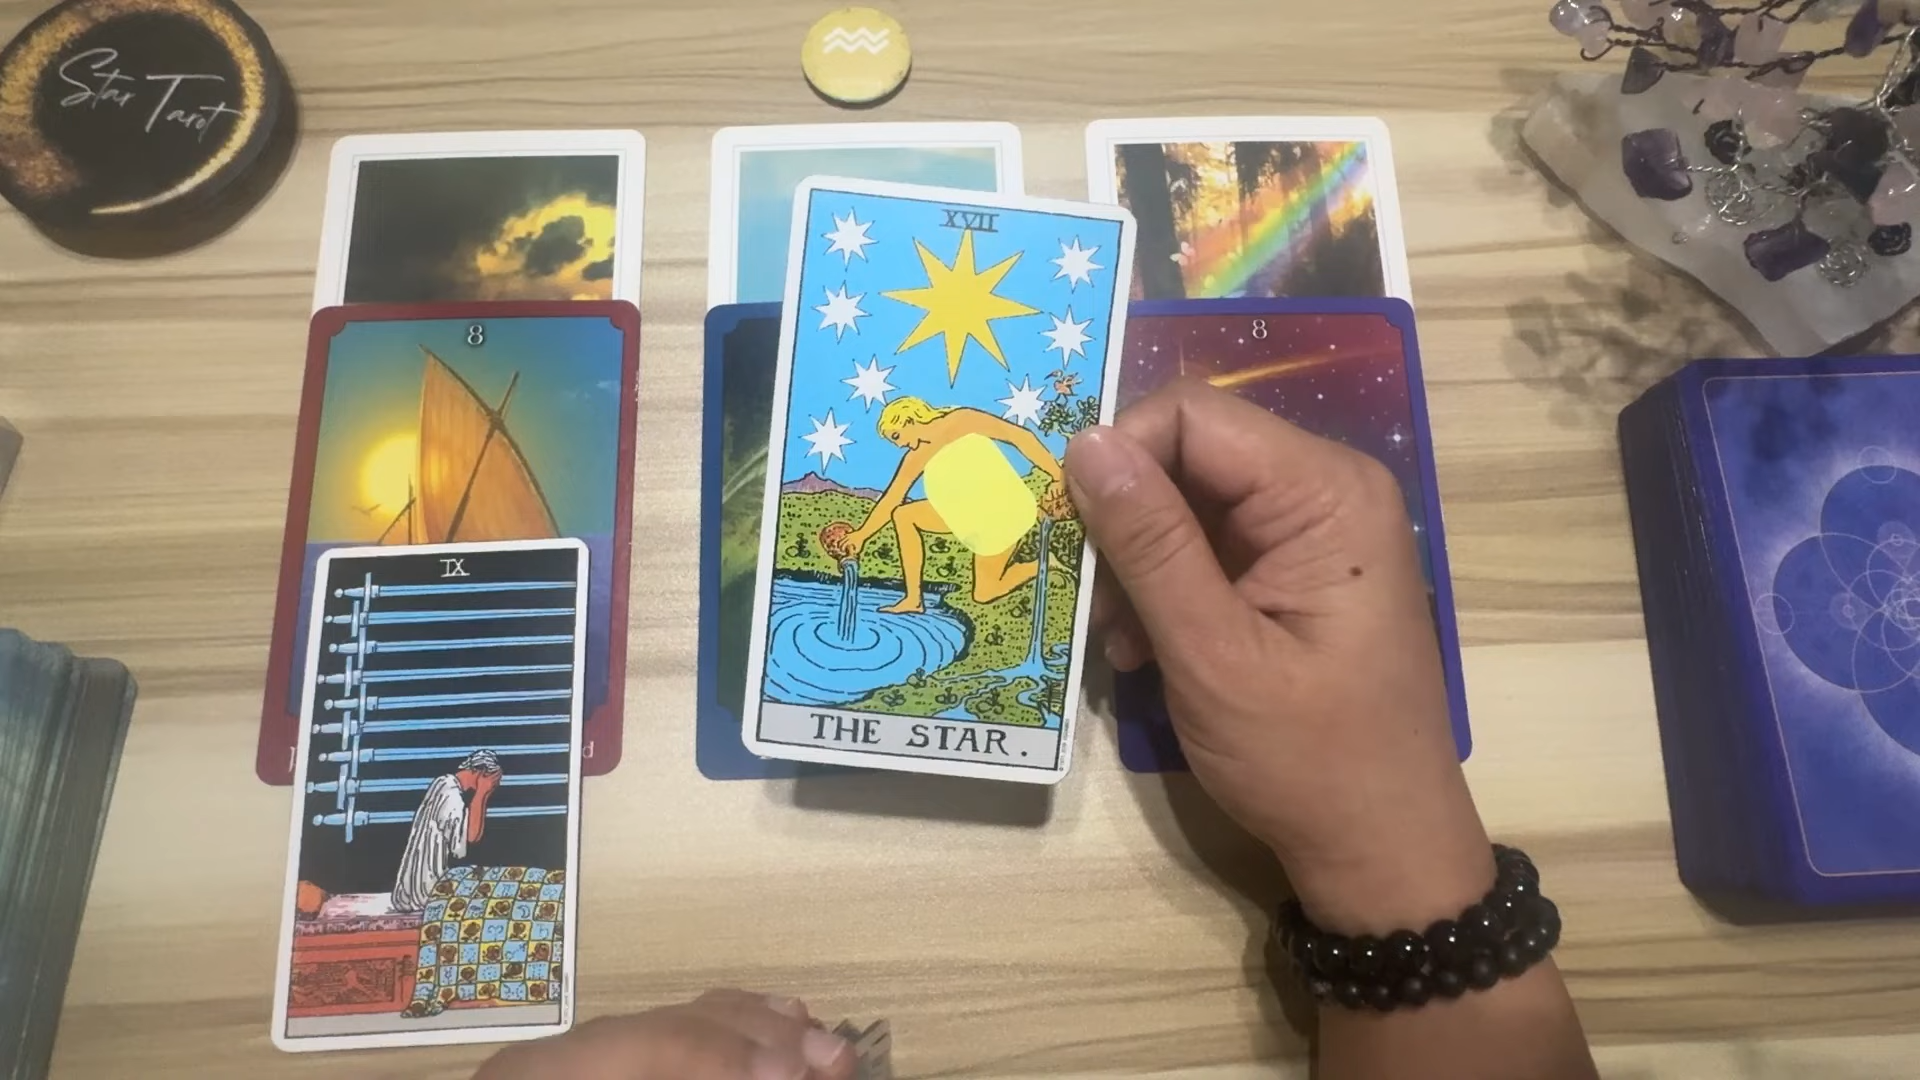 Star Tarot
XVII
8
8
IX
THE STAR.